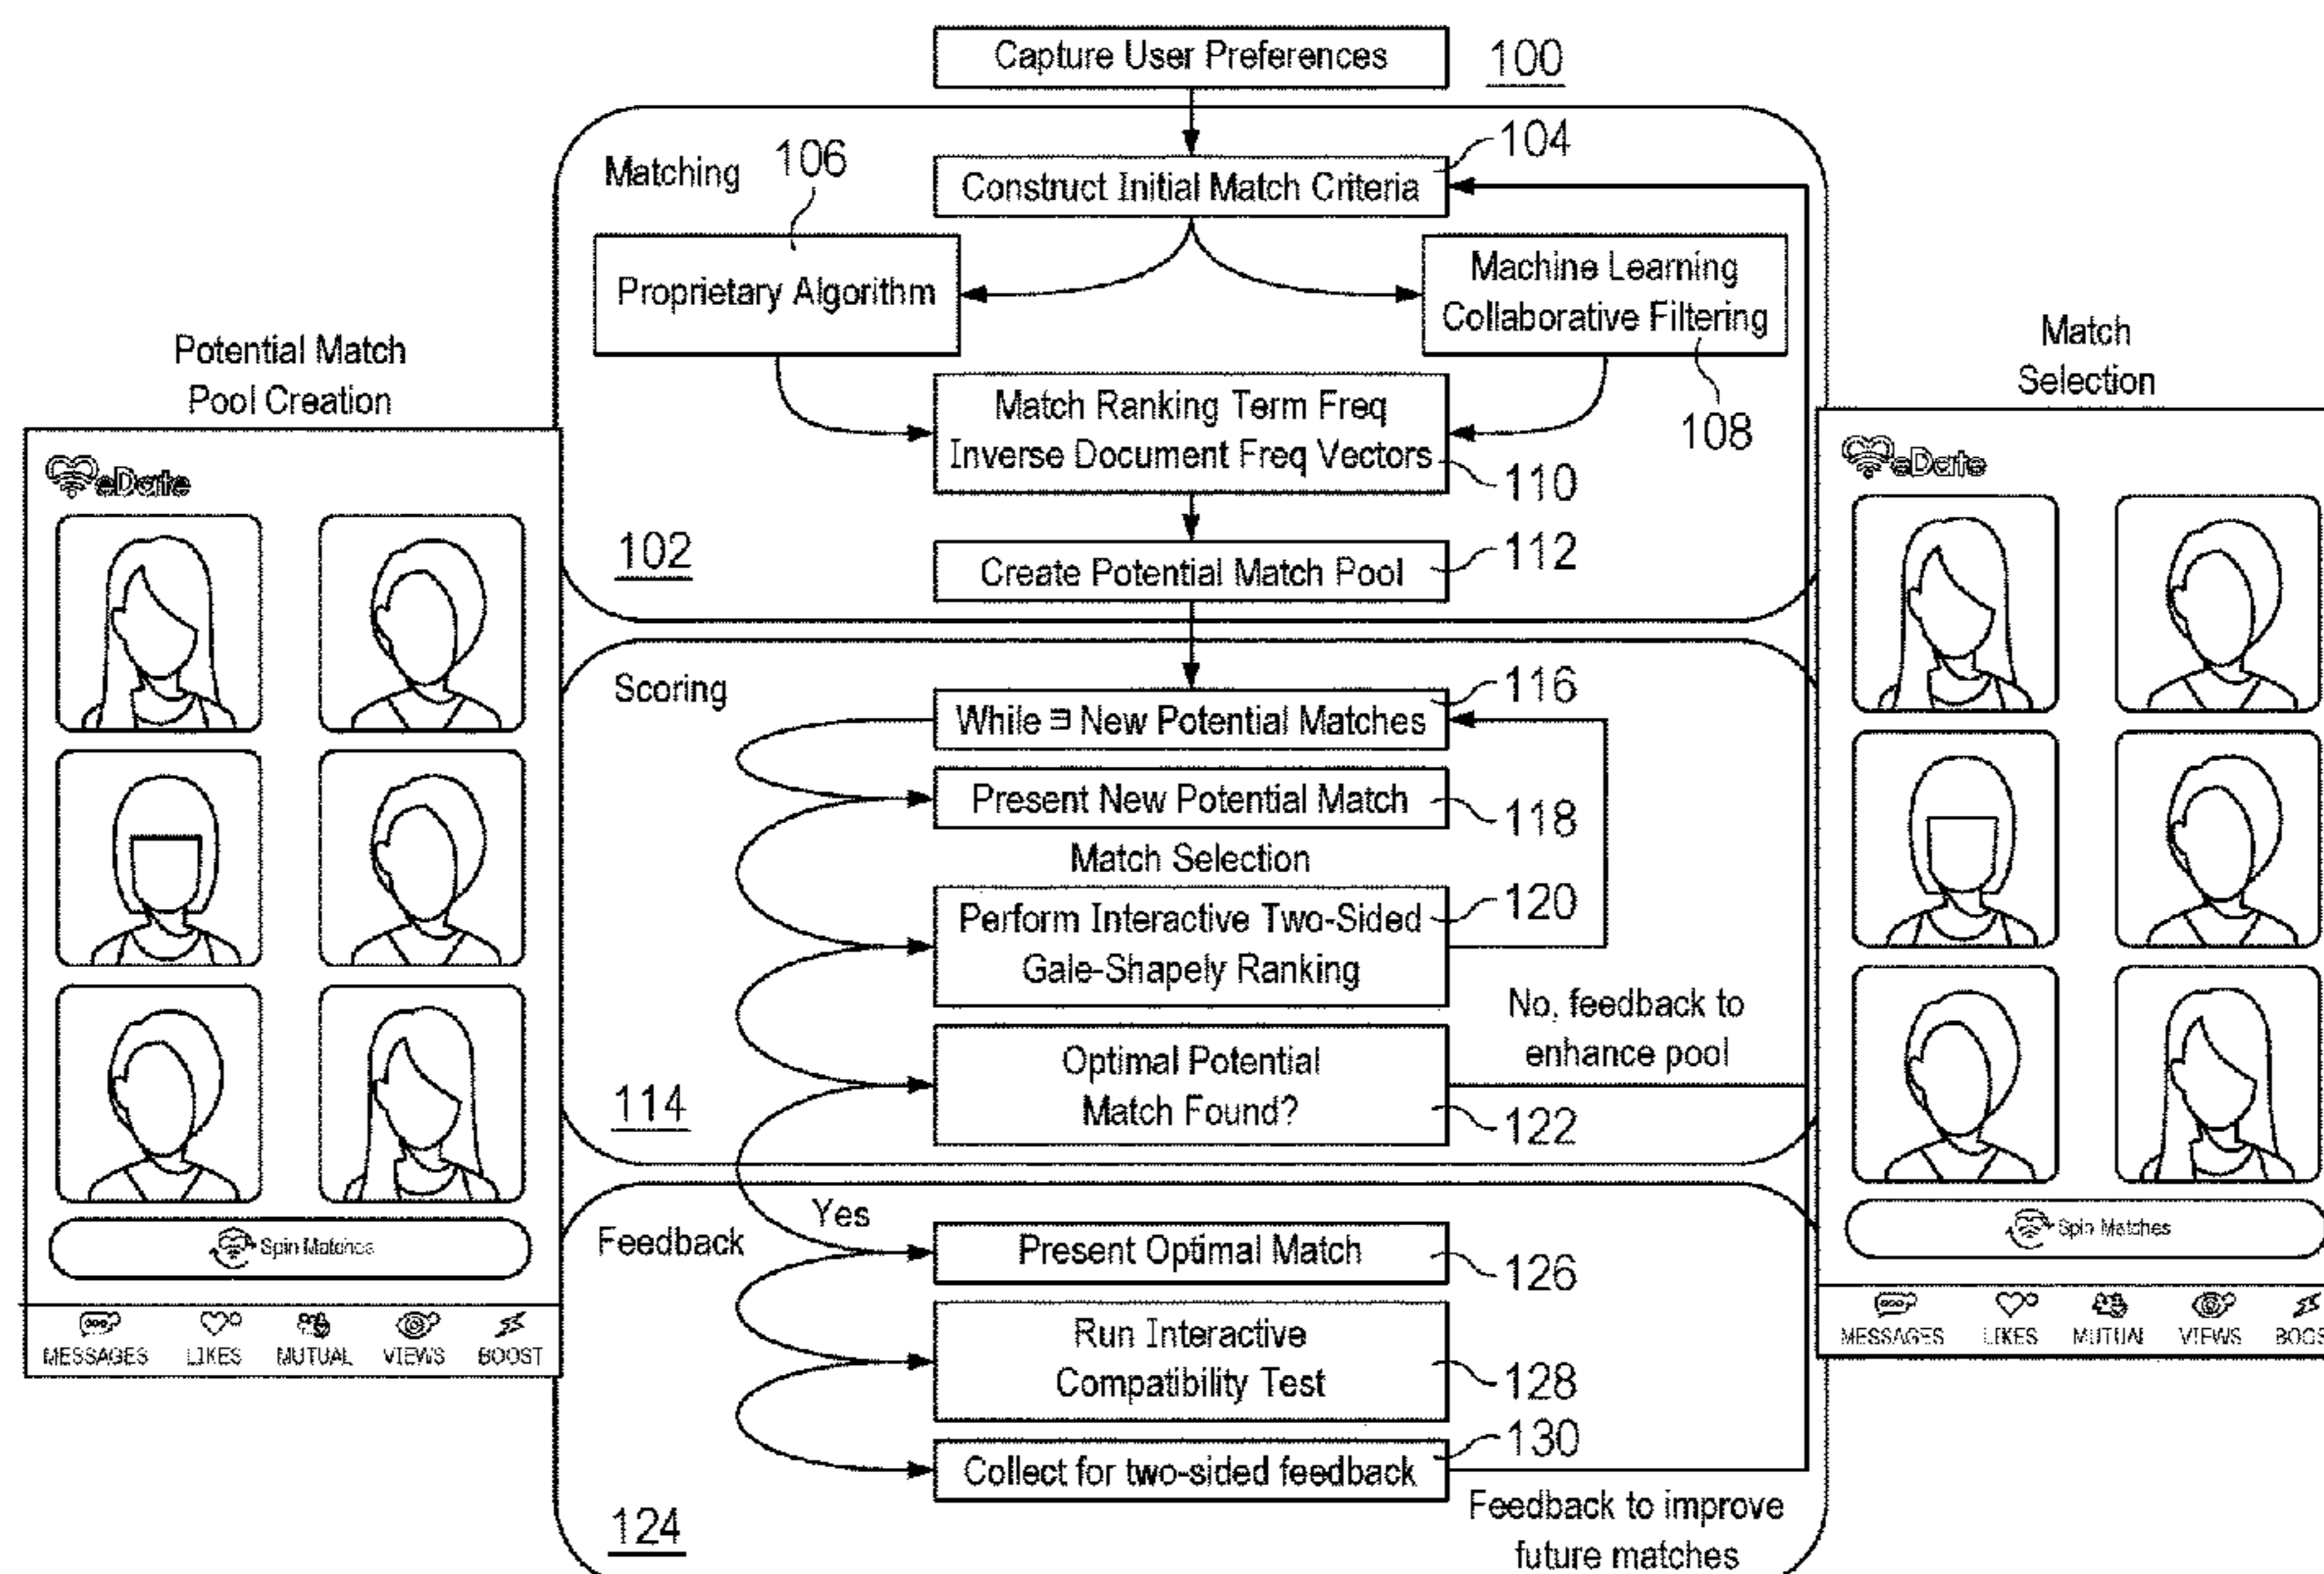 Capture User Preferences
100
Matching
106
104
Construct Initial Match Criteria
Proprietary Algorithm
Machine Learning
Collaborative Filtering
108
Match Ranking Term Freq
Inverse Document Freq Vectors
110
102
Create Potential Match Pool
112
Potential Match
Pool Creation
eDate
Spin Matches
MESSAGES LIKES MUTUAL VIEWS BOOST
Scoring
116
While ∃ New Potential Matches
Present New Potential Match
118
Match Selection
120
Perform Interactive Two-Sided
Gale-Shapely Ranking
No, feedback to
enhance pool
Optimal Potential
Match Found?
122
114
Feedback
Yes
Present Optimal Match
126
Run Interactive
Compatibility Test
128
130
Collect for two-sided feedback
Feedback to improve
future matches
124
Match
Selection
eDate
Spin Matches
MESSAGES LIKES MUTUAL VIEWS BOOS